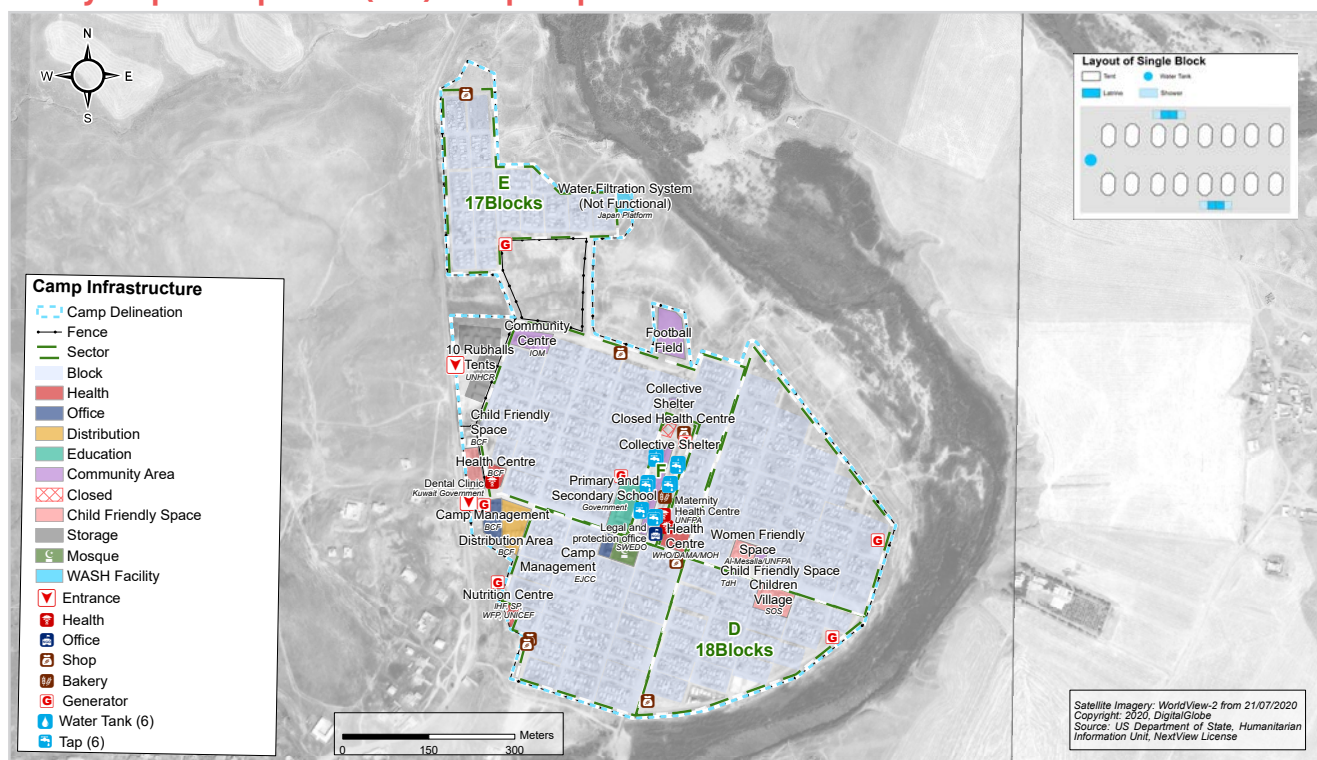 N
W
E
S
Layout of Single Block
Tent
Water Tank
Latrine
Shower
E
17Blocks
Water Filtration System
(Not Functional)
Japan Platform
G
Camp Infrastructure
Camp Delineation
Fence
Sector
Block
Health
Office
Distribution
Education
Community Area
Closed
Child Friendly Space
Storage
Mosque
WASH Facility
Entrance
Health
Office
Shop
Bakery
G
Generator
Water Tank (6)
Tap (6)
Community
Centre
IOM
Football
Field
10 Rubhalls
Tents
UNHCR
Collective
Shelter
Closed Health Centre
Collective Shelter
Child Friendly
Space
BCF
Health Centre
BCF
Dental Clinic
Kuwait Government
F
G
Primary and
Secondary School
Government
Maternity
Health Centre
UNFPA
G
Camp Management
BCF
Distribution Area
BCF
Legal and
protection office
SWEDO
Health
Centre
WHO/DAMA/MOH
Women Friendly
Space
Al-Mesalla/UNFPA
G
Camp
Management
EJCC
Child Friendly Space
TdH
Children
Village
SOS
G
Nutrition Centre
IHF, SP,
WFP, UNICEF
D
18Blocks
G
0
150
300
Meters
Satellite Imagery: WorldView-2 from 21/07/2020
Copyright: 2020, DigitalGlobe
Source: US Department of State, Humanitarian
Information Unit, NextView License